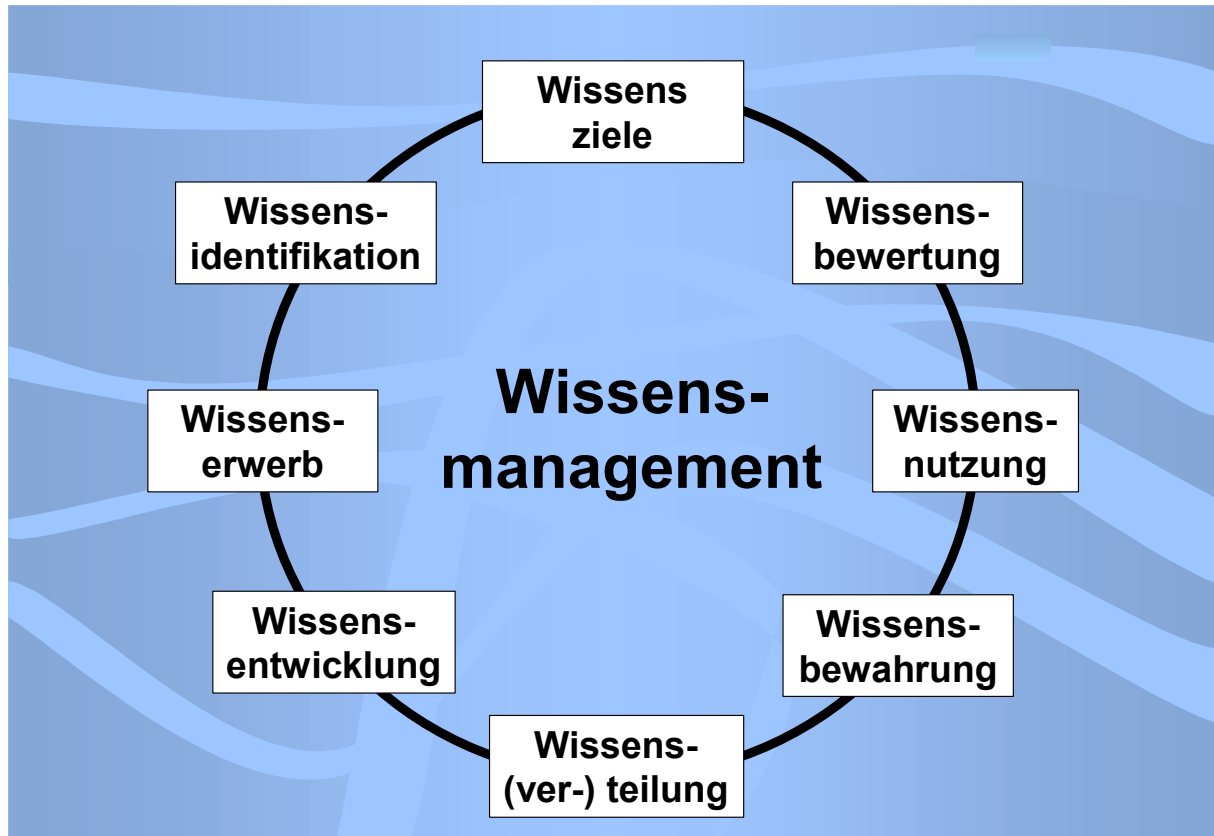 Wissens
ziele
Wissens-
bewertung
Wissens-
nutzung
Wissens-
bewahrung
Wissens-
(ver-) teilung
Wissens-
entwicklung
Wissens-
erwerb
Wissens-
identifikation
Wissens-
management